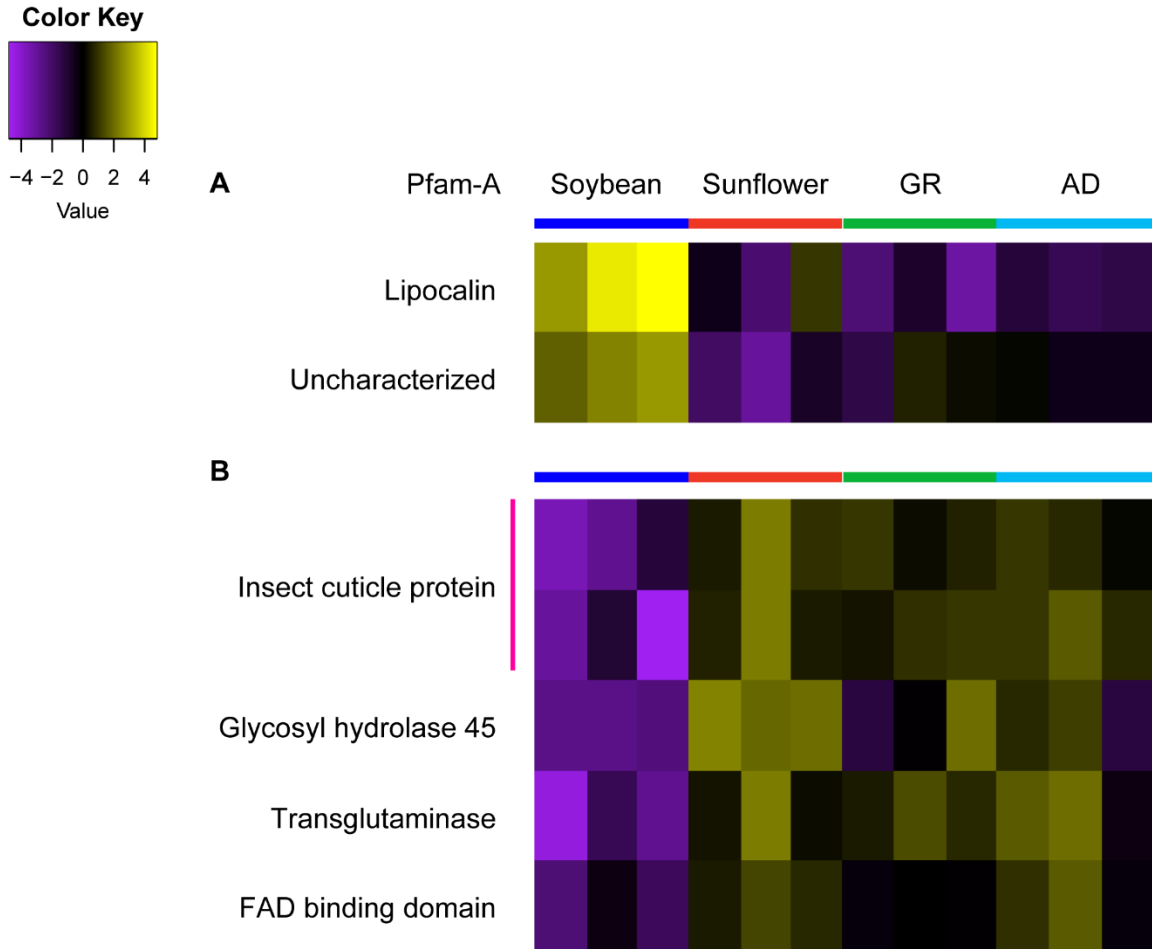 Color Key
−4 −2 0 2 4
Value
A Pfam-A Soybean Sunflower GR AD
Lipocalin
Uncharacterized
B
Insect cuticle protein
Glycosyl hydrolase 45
Transglutaminase
FAD binding domain